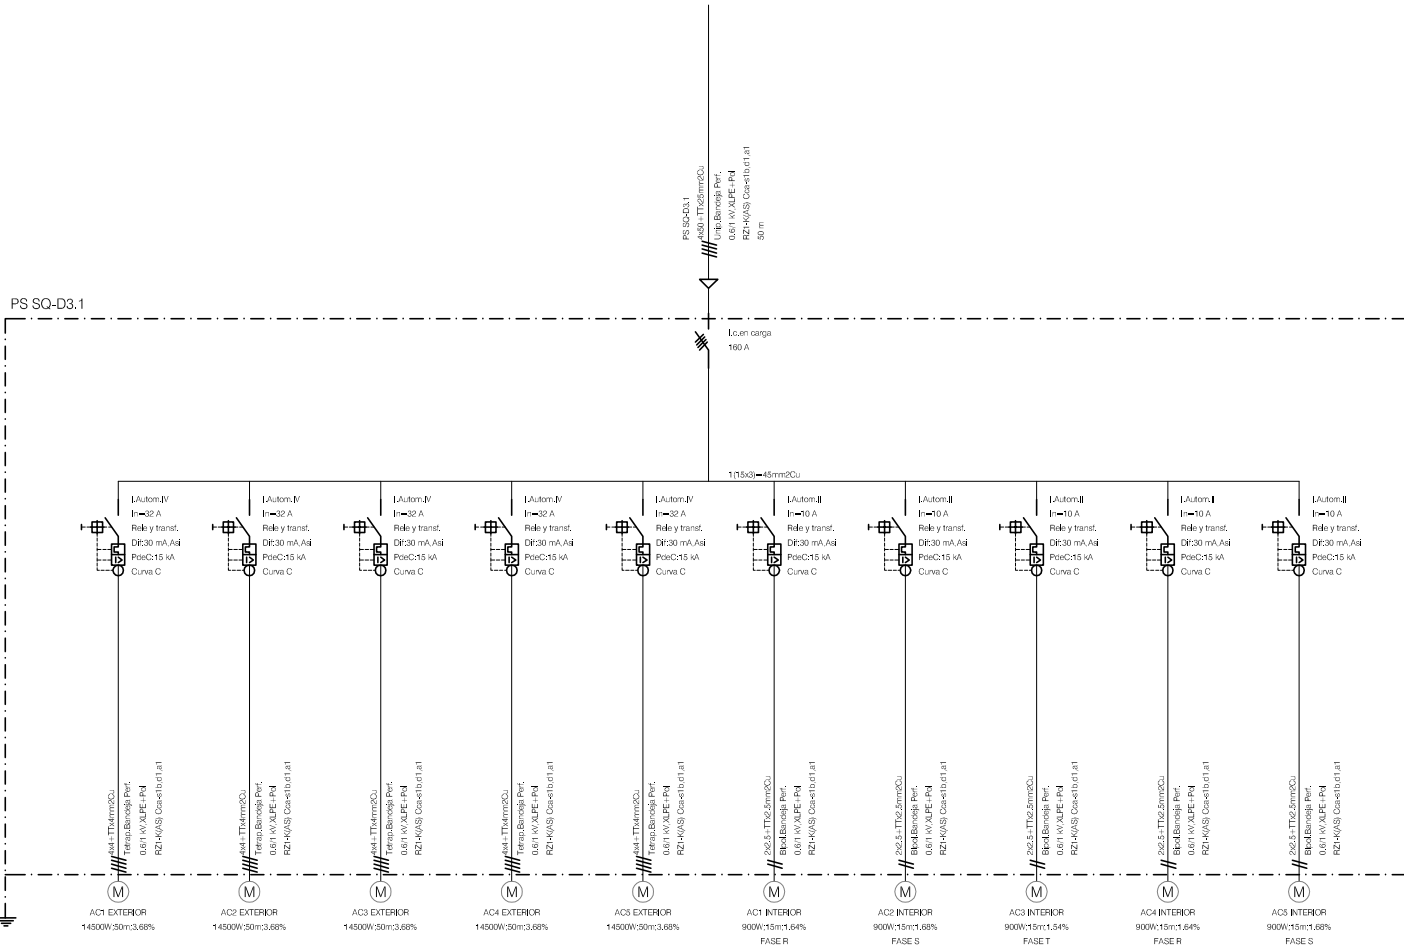 PS SQ-D3.1
4x50+TTx25mm2Cu
Unip.Bandeja Perf.
0.6/1 kV,XLPE+Pol
RZ1-K(AS) Cca-s1b,d1,a1
50 m
PS SQ-D3.1
I.c.en carga
160 A
1(15x3)=45mm2Cu
I.Autom.IV
In=32 A
Rele y transf.
Dif:30 mA,Asi
PdeC:15 kA
Curva C
I.Autom.IV
In=32 A
Rele y transf.
Dif:30 mA,Asi
PdeC:15 kA
Curva C
I.Autom.IV
In=32 A
Rele y transf.
Dif:30 mA,Asi
PdeC:15 kA
Curva C
I.Autom.IV
In=32 A
Rele y transf.
Dif:30 mA,Asi
PdeC:15 kA
Curva C
I.Autom.IV
In=32 A
Rele y transf.
Dif:30 mA,Asi
PdeC:15 kA
Curva C
I.Autom.II
In=10 A
Rele y transf.
Dif:30 mA,Asi
PdeC:15 kA
Curva C
I.Autom.II
In=10 A
Rele y transf.
Dif:30 mA,Asi
PdeC:15 kA
Curva C
I.Autom.II
In=10 A
Rele y transf.
Dif:30 mA,Asi
PdeC:15 kA
Curva C
I.Autom.II
In=10 A
Rele y transf.
Dif:30 mA,Asi
PdeC:15 kA
Curva C
I.Autom.II
In=10 A
Rele y transf.
Dif:30 mA,Asi
PdeC:15 kA
Curva C
4x4+TTx4mm2Cu
Tetrap.Bandeja Perf.
0.6/1 kV,XLPE+Pol
RZ1-K(AS) Cca-s1b,d1,a1
4x4+TTx4mm2Cu
Tetrap.Bandeja Perf.
0.6/1 kV,XLPE+Pol
RZ1-K(AS) Cca-s1b,d1,a1
4x4+TTx4mm2Cu
Tetrap.Bandeja Perf.
0.6/1 kV,XLPE+Pol
RZ1-K(AS) Cca-s1b,d1,a1
4x4+TTx4mm2Cu
Tetrap.Bandeja Perf.
0.6/1 kV,XLPE+Pol
RZ1-K(AS) Cca-s1b,d1,a1
4x4+TTx4mm2Cu
Tetrap.Bandeja Perf.
0.6/1 kV,XLPE+Pol
RZ1-K(AS) Cca-s1b,d1,a1
2x2.5+TTx2.5mm2Cu
Bipol.Bandeja Perf.
0.6/1 kV,XLPE+Pol
RZ1-K(AS) Cca-s1b,d1,a1
2x2.5+TTx2.5mm2Cu
Bipol.Bandeja Perf.
0.6/1 kV,XLPE+Pol
RZ1-K(AS) Cca-s1b,d1,a1
2x2.5+TTx2.5mm2Cu
Bipol.Bandeja Perf.
0.6/1 kV,XLPE+Pol
RZ1-K(AS) Cca-s1b,d1,a1
2x2.5+TTx2.5mm2Cu
Bipol.Bandeja Perf.
0.6/1 kV,XLPE+Pol
RZ1-K(AS) Cca-s1b,d1,a1
2x2.5+TTx2.5mm2Cu
Bipol.Bandeja Perf.
0.6/1 kV,XLPE+Pol
RZ1-K(AS) Cca-s1b,d1,a1
M
AC1 EXTERIOR
14500W;50m;3.68%
M
AC2 EXTERIOR
14500W;50m;3.68%
M
AC3 EXTERIOR
14500W;50m;3.68%
M
AC4 EXTERIOR
14500W;50m;3.68%
M
AC5 EXTERIOR
14500W;50m;3.68%
M
AC1 INTERIOR
900W;15m;1.64%
FASE R
M
AC2 INTERIOR
900W;15m;1.68%
FASE S
M
AC3 INTERIOR
900W;15m;1.54%
FASE T
M
AC4 INTERIOR
900W;15m;1.64%
FASE R
M
AC5 INTERIOR
900W;15m;1.68%
FASE S